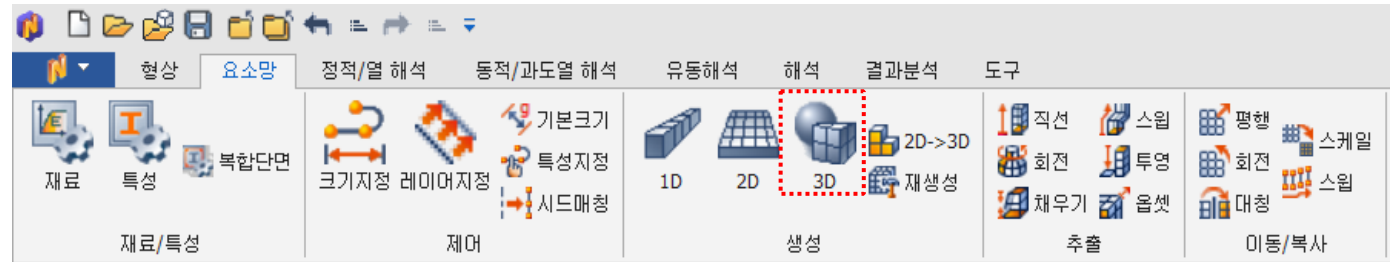 형상 요소망 정적/열 해석 동적/과도열 해석 유동해석 해석 결과분석 도구
재료 특성 복합단면
크기지정 레이어지정 기본크기
특성지정
시드매칭
1D 2D 3D 2D->3D
재생성
직선 스윕
회전 투영
채우기 옵셋
평행 스케일
회전 스윕
대칭
재료/특성 제어 생성 추출 이동/복사